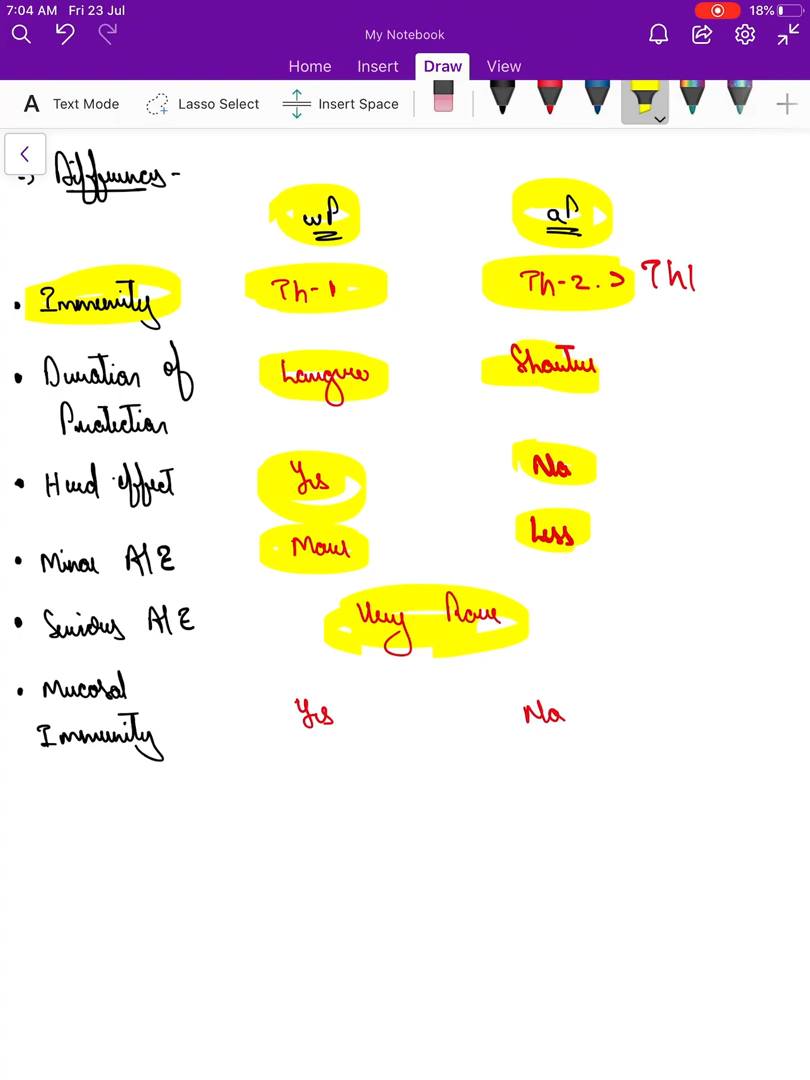 7:04 AM Fri 23 Jul 18%
My Notebook
Home Insert Draw View
A Text Mode Lasso Select Insert Space
-> Differences -
wP aP
• Immunity Th-1 Th-2 > Th1
• Duration of Longer Shorter
Protection
• Herd effect Yes No
• Minor A/E More Less
• Serious A/E Very Rare
• Mucosal
Immunity Yes No